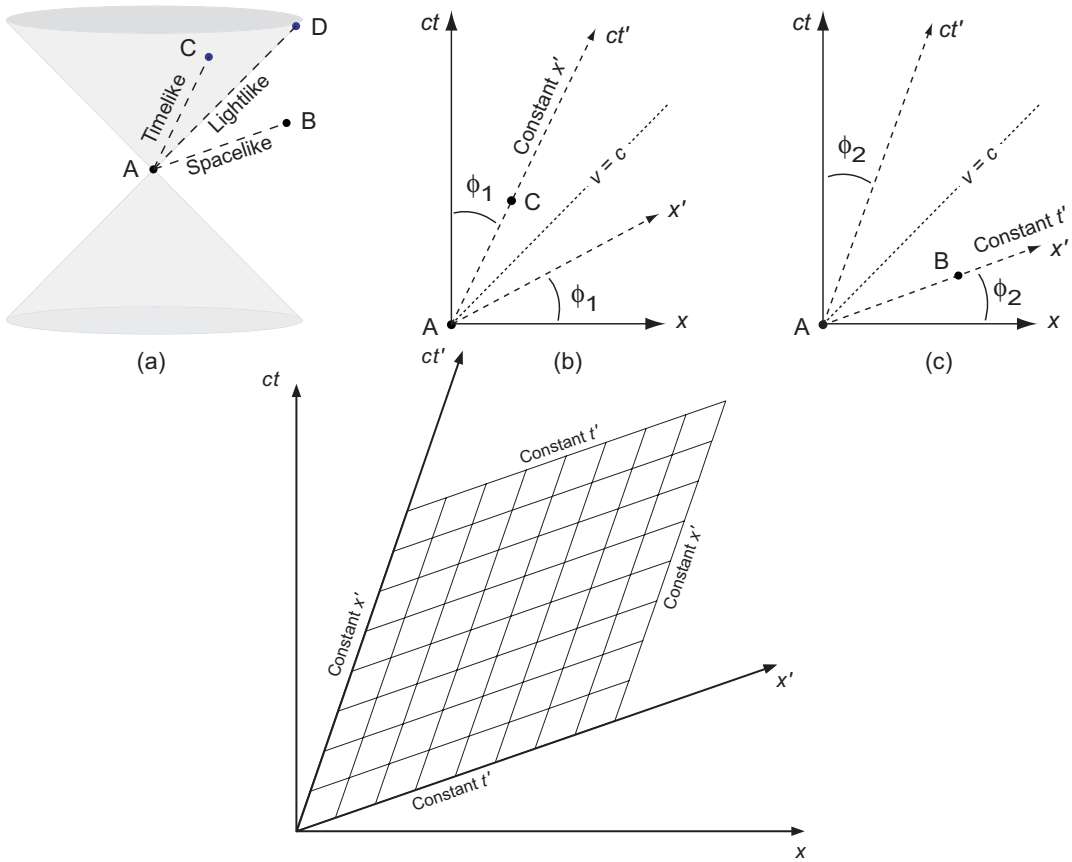 D
C
Timelike
Lightlike
B
A
Spacelike
(a)
ct
ct'
Constant x'
ϕ1
C
v = c
x'
ϕ1
A
x
(b)
ct
ct'
ϕ2
v = c
Constant t'
B
x'
ϕ2
A
x
(c)
ct
ct'
Constant t'
Constant x'
Constant x'
x'
Constant t'
x